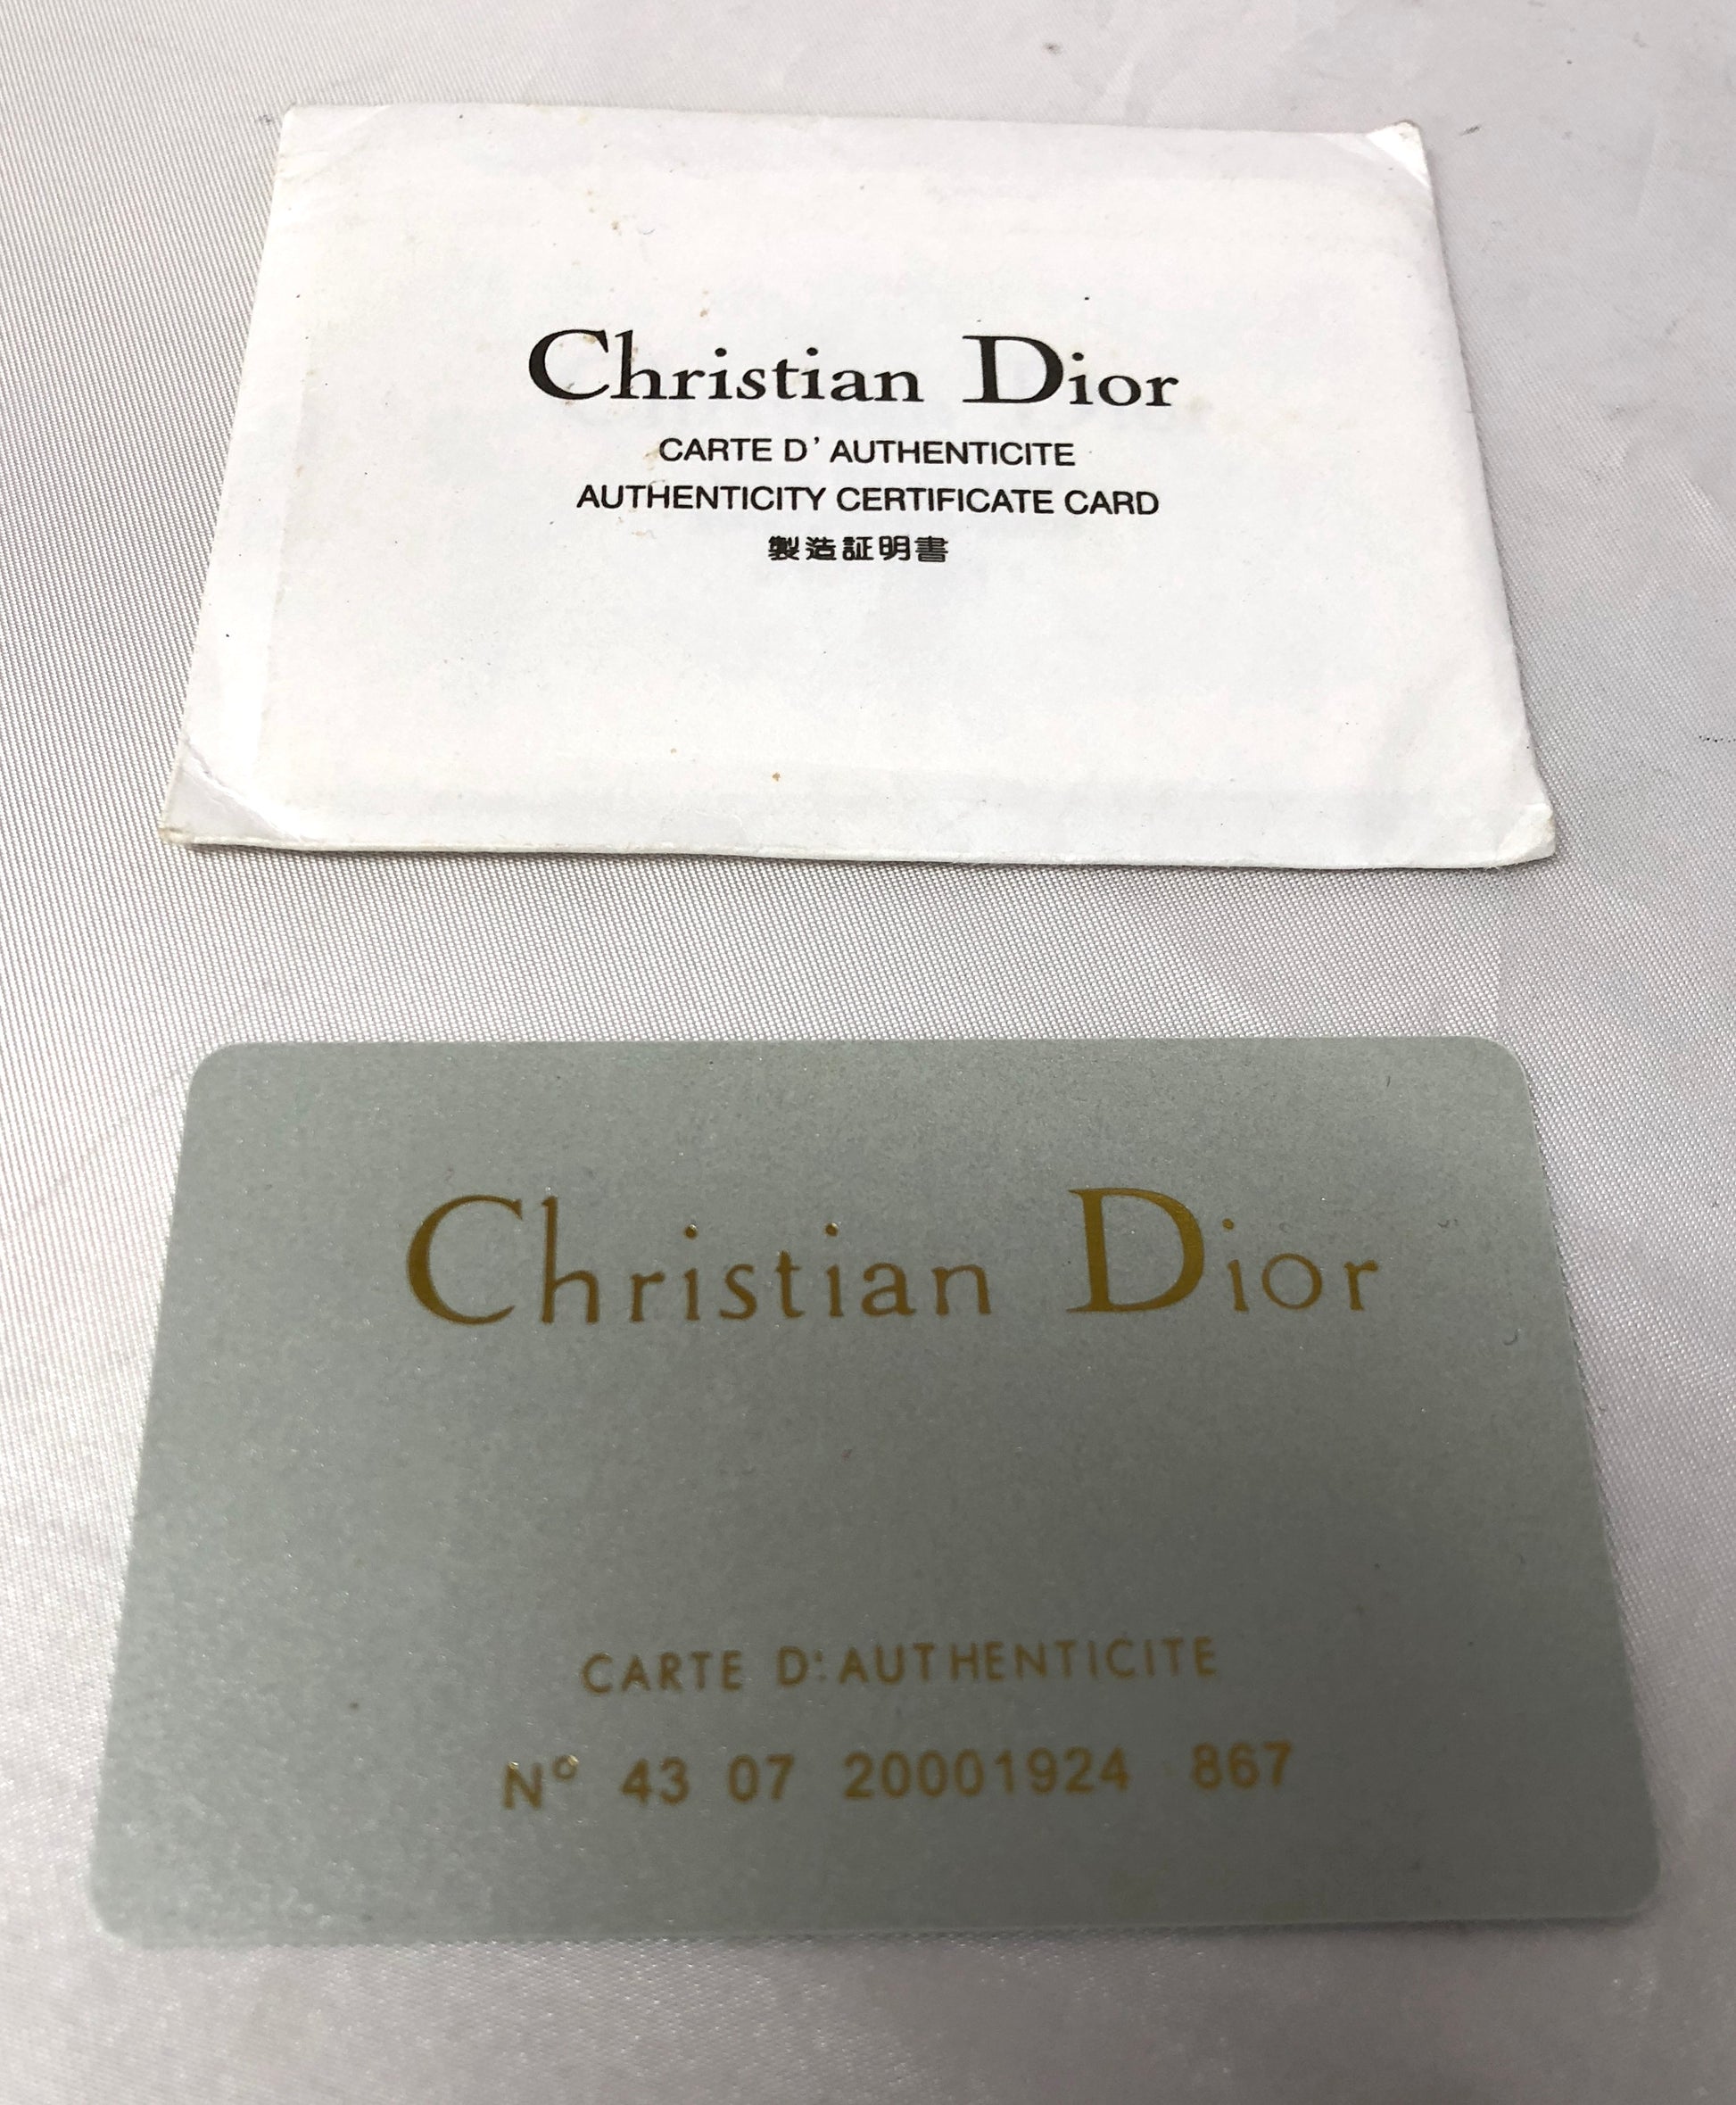 Christian Dior
CARTE D' AUTHENTICITE
AUTHENTICITY CERTIFICATE CARD
製造証明書
Christian Dior
CARTE D:AUTHENTICITE
Nº 43 07 20001924 867